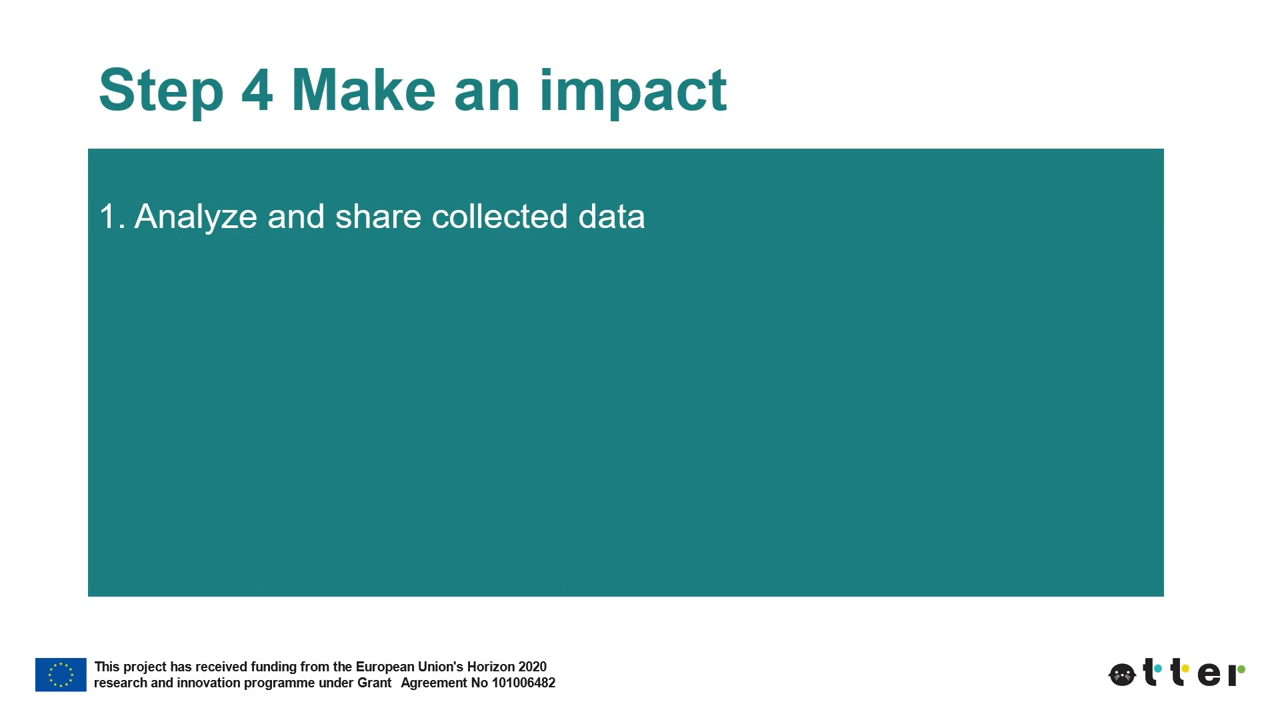 Step 4 Make an impact
1. Analyze and share collected data
This project has received funding from the European Union's Horizon 2020
research and innovation programme under Grant Agreement No 101006482
otter